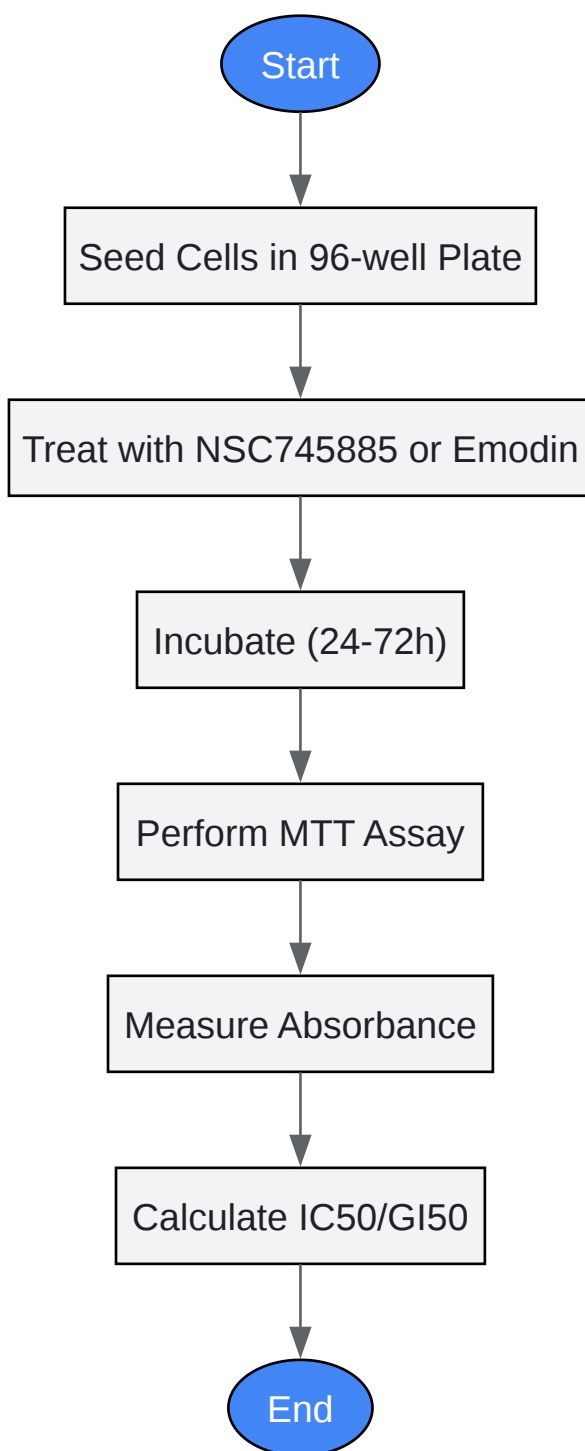 Start
Seed Cells in 96-well Plate
Treat with NSC745885 or Emodin
Incubate (24-72h)
Perform MTT Assay
Measure Absorbance
Calculate IC50/GI50
End